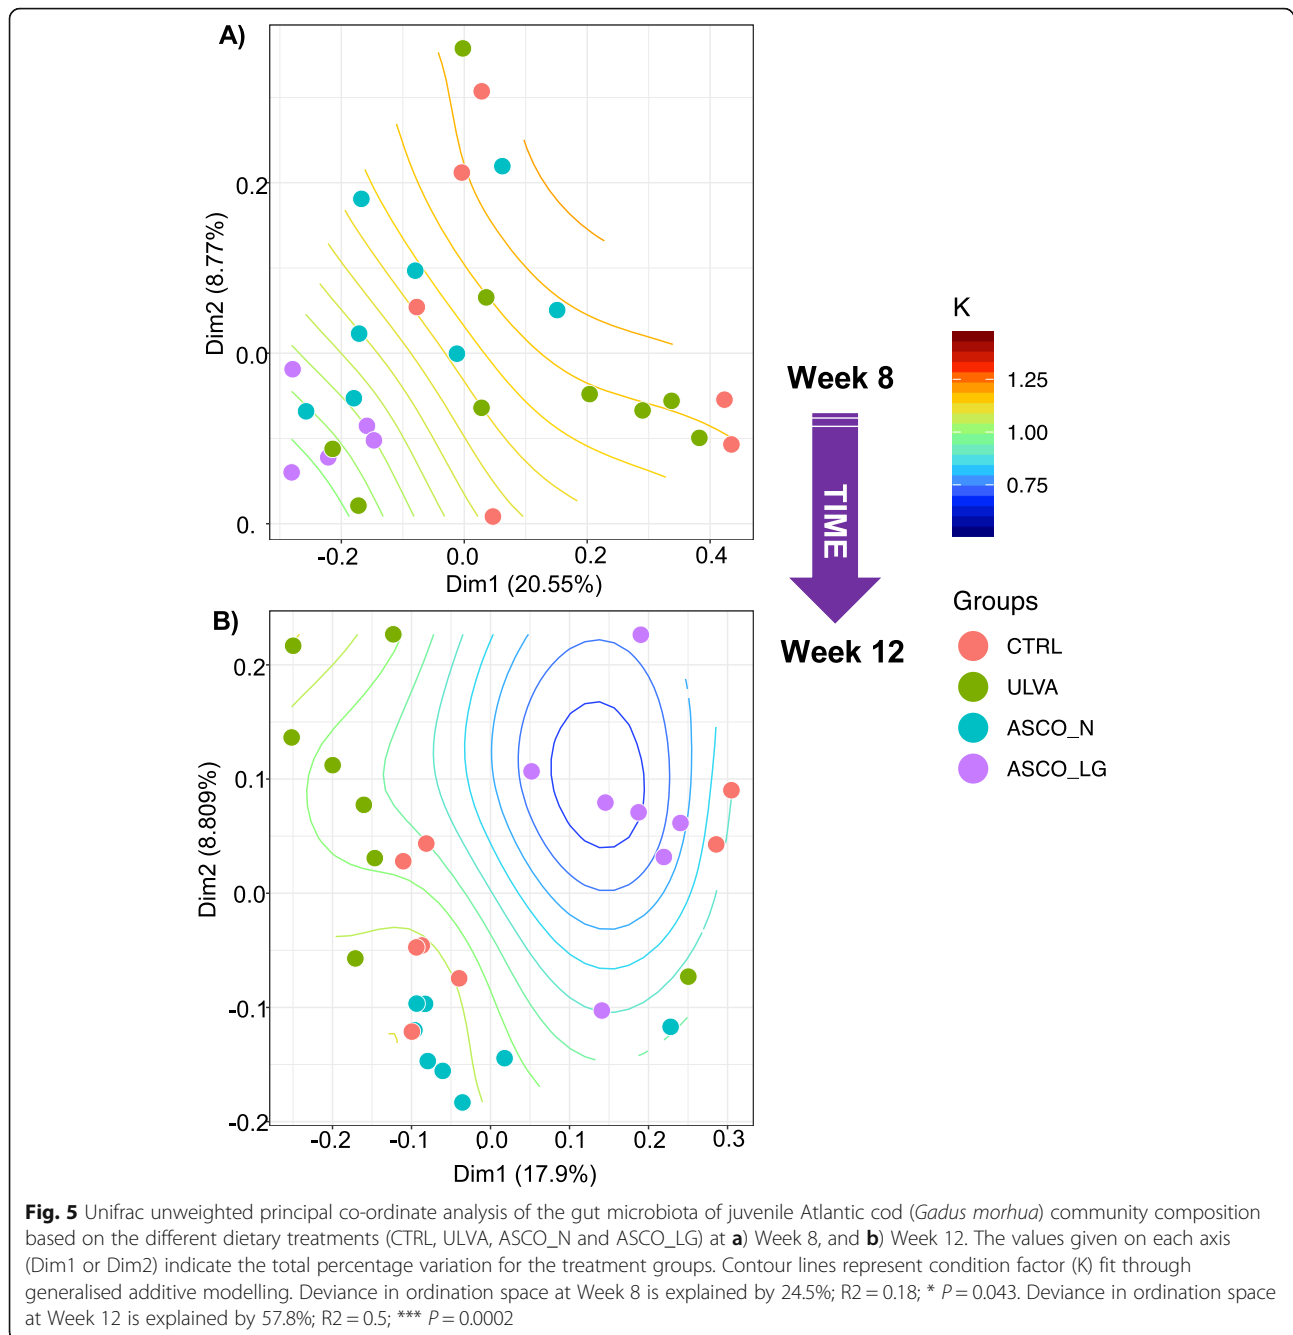 A)
0.2
0.0
0.
Dim2 (8.77%)
-0.2 0.0 0.2 0.4
Dim1 (20.55%)
B)
0.2
0.1
0.0
-0.1
-0.2
Dim2 (8.809%)
-0.2 -0.1 0.0 0.1 0.2 0.3
Dim1 (17.9%)
Week 8
TIME
Week 12
K
1.25
1.00
0.75
Groups
CTRL
ULVA
ASCO_N
ASCO_LG
Fig. 5 Unifrac unweighted principal co-ordinate analysis of the gut microbiota of juvenile Atlantic cod (Gadus morhua) community composition
based on the different dietary treatments (CTRL, ULVA, ASCO_N and ASCO_LG) at a) Week 8, and b) Week 12. The values given on each axis
(Dim1 or Dim2) indicate the total percentage variation for the treatment groups. Contour lines represent condition factor (K) fit through
generalised additive modelling. Deviance in ordination space at Week 8 is explained by 24.5%; R2 = 0.18; * P = 0.043. Deviance in ordination space
at Week 12 is explained by 57.8%; R2 = 0.5; *** P = 0.0002